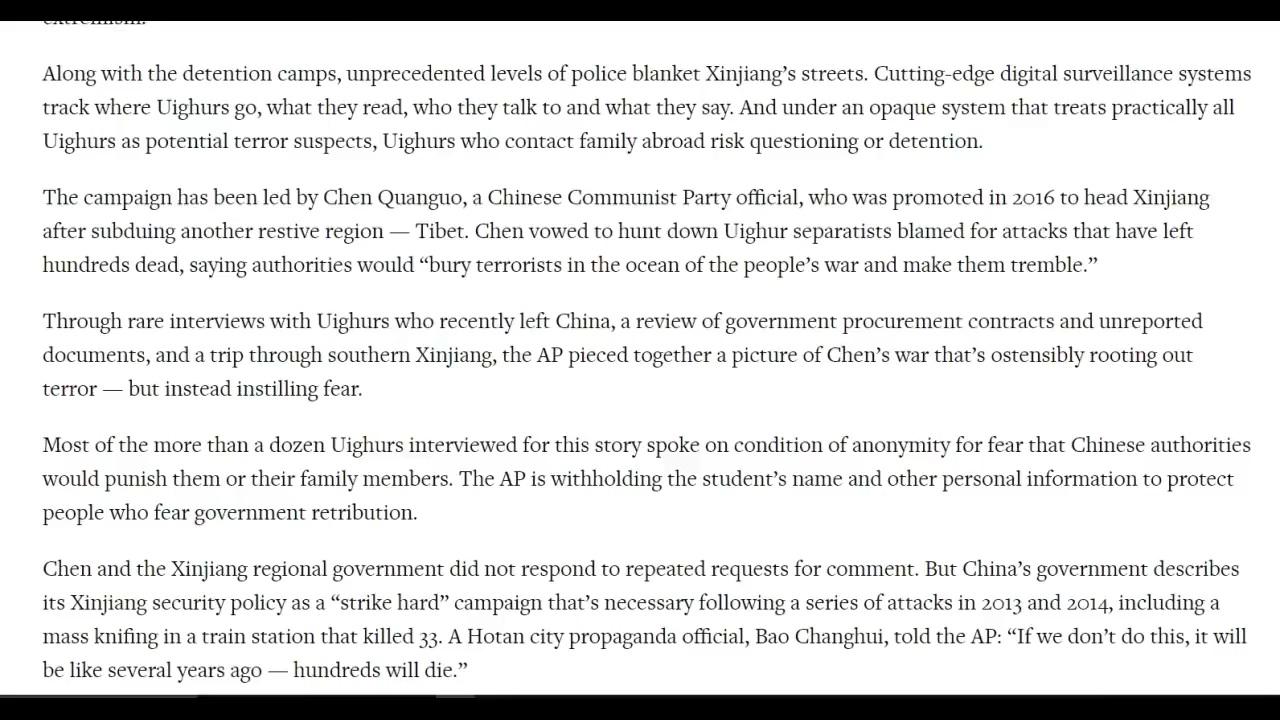 extremism.
Along with the detention camps, unprecedented levels of police blanket Xinjiang’s streets. Cutting-edge digital surveillance systems
track where Uighurs go, what they read, who they talk to and what they say. And under an opaque system that treats practically all
Uighurs as potential terror suspects, Uighurs who contact family abroad risk questioning or detention.
The campaign has been led by Chen Quanguo, a Chinese Communist Party official, who was promoted in 2016 to head Xinjiang
after subduing another restive region — Tibet. Chen vowed to hunt down Uighur separatists blamed for attacks that have left
hundreds dead, saying authorities would “bury terrorists in the ocean of the people’s war and make them tremble.”
Through rare interviews with Uighurs who recently left China, a review of government procurement contracts and unreported
documents, and a trip through southern Xinjiang, the AP pieced together a picture of Chen’s war that’s ostensibly rooting out
terror — but instead instilling fear.
Most of the more than a dozen Uighurs interviewed for this story spoke on condition of anonymity for fear that Chinese authorities
would punish them or their family members. The AP is withholding the student’s name and other personal information to protect
people who fear government retribution.
Chen and the Xinjiang regional government did not respond to repeated requests for comment. But China’s government describes
its Xinjiang security policy as a “strike hard” campaign that’s necessary following a series of attacks in 2013 and 2014, including a
mass knifing in a train station that killed 33. A Hotan city propaganda official, Bao Changhui, told the AP: “If we don’t do this, it will
be like several years ago — hundreds will die.”